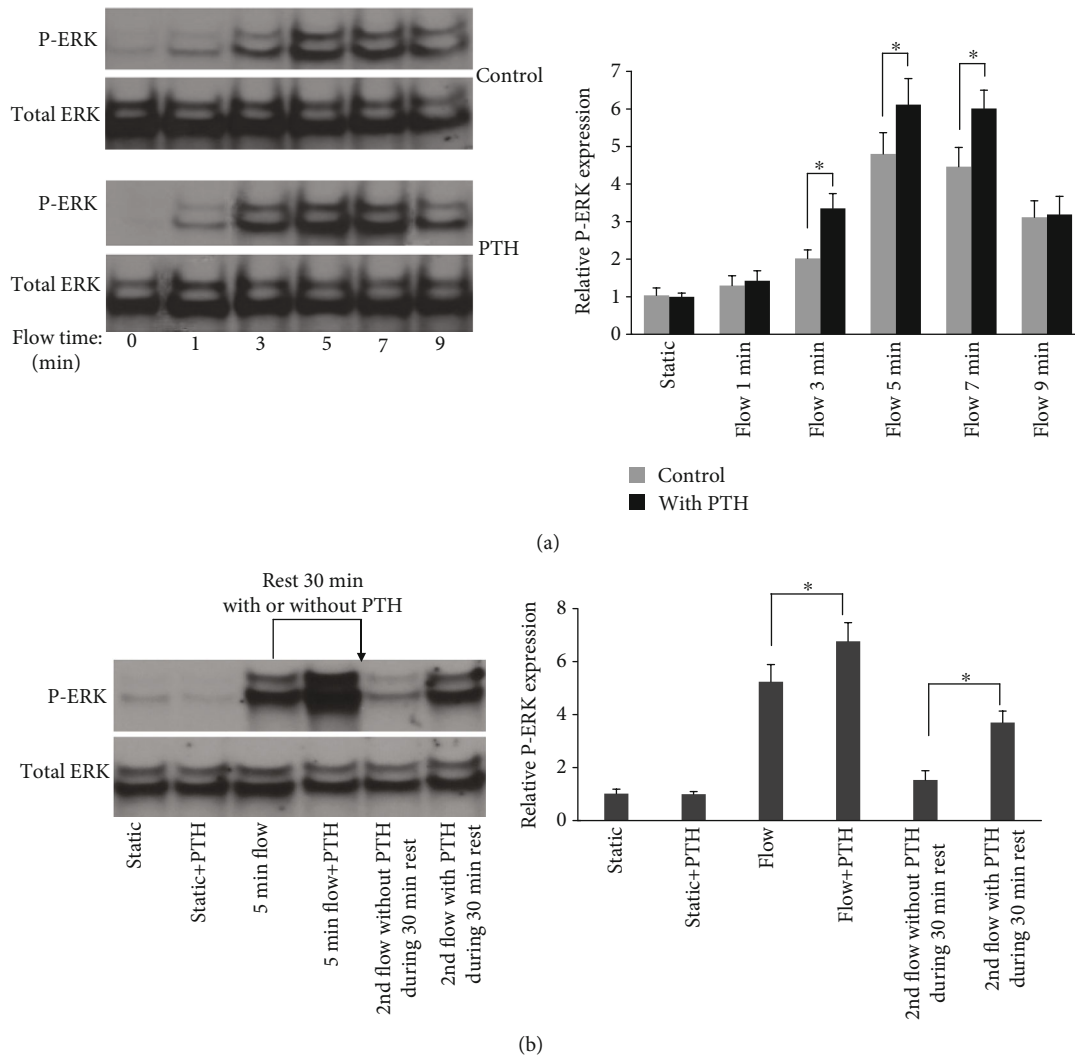 P-ERK
Control
Total ERK
P-ERK
PTH
Total ERK
Flow time:
(min)
0 1 3 5 7 9
Relative P-ERK expression
7
6
5
4
3
2
1
0
*
*
*
Static
Flow 1 min
Flow 3 min
Flow 5 min
Flow 7 min
Flow 9 min
Control
With PTH
(a)
Rest 30 min
with or without PTH
P-ERK
Total ERK
Static
Static+PTH
5 min flow
5 min flow+PTH
2nd flow without PTH
during 30 min rest
2nd flow with PTH
during 30 min rest
Relative P-ERK expression
8
6
4
2
0
*
*
Static
Static+PTH
Flow
Flow+PTH
2nd flow without PTH
during 30 min rest
2nd flow with PTH
during 30 min rest
(b)